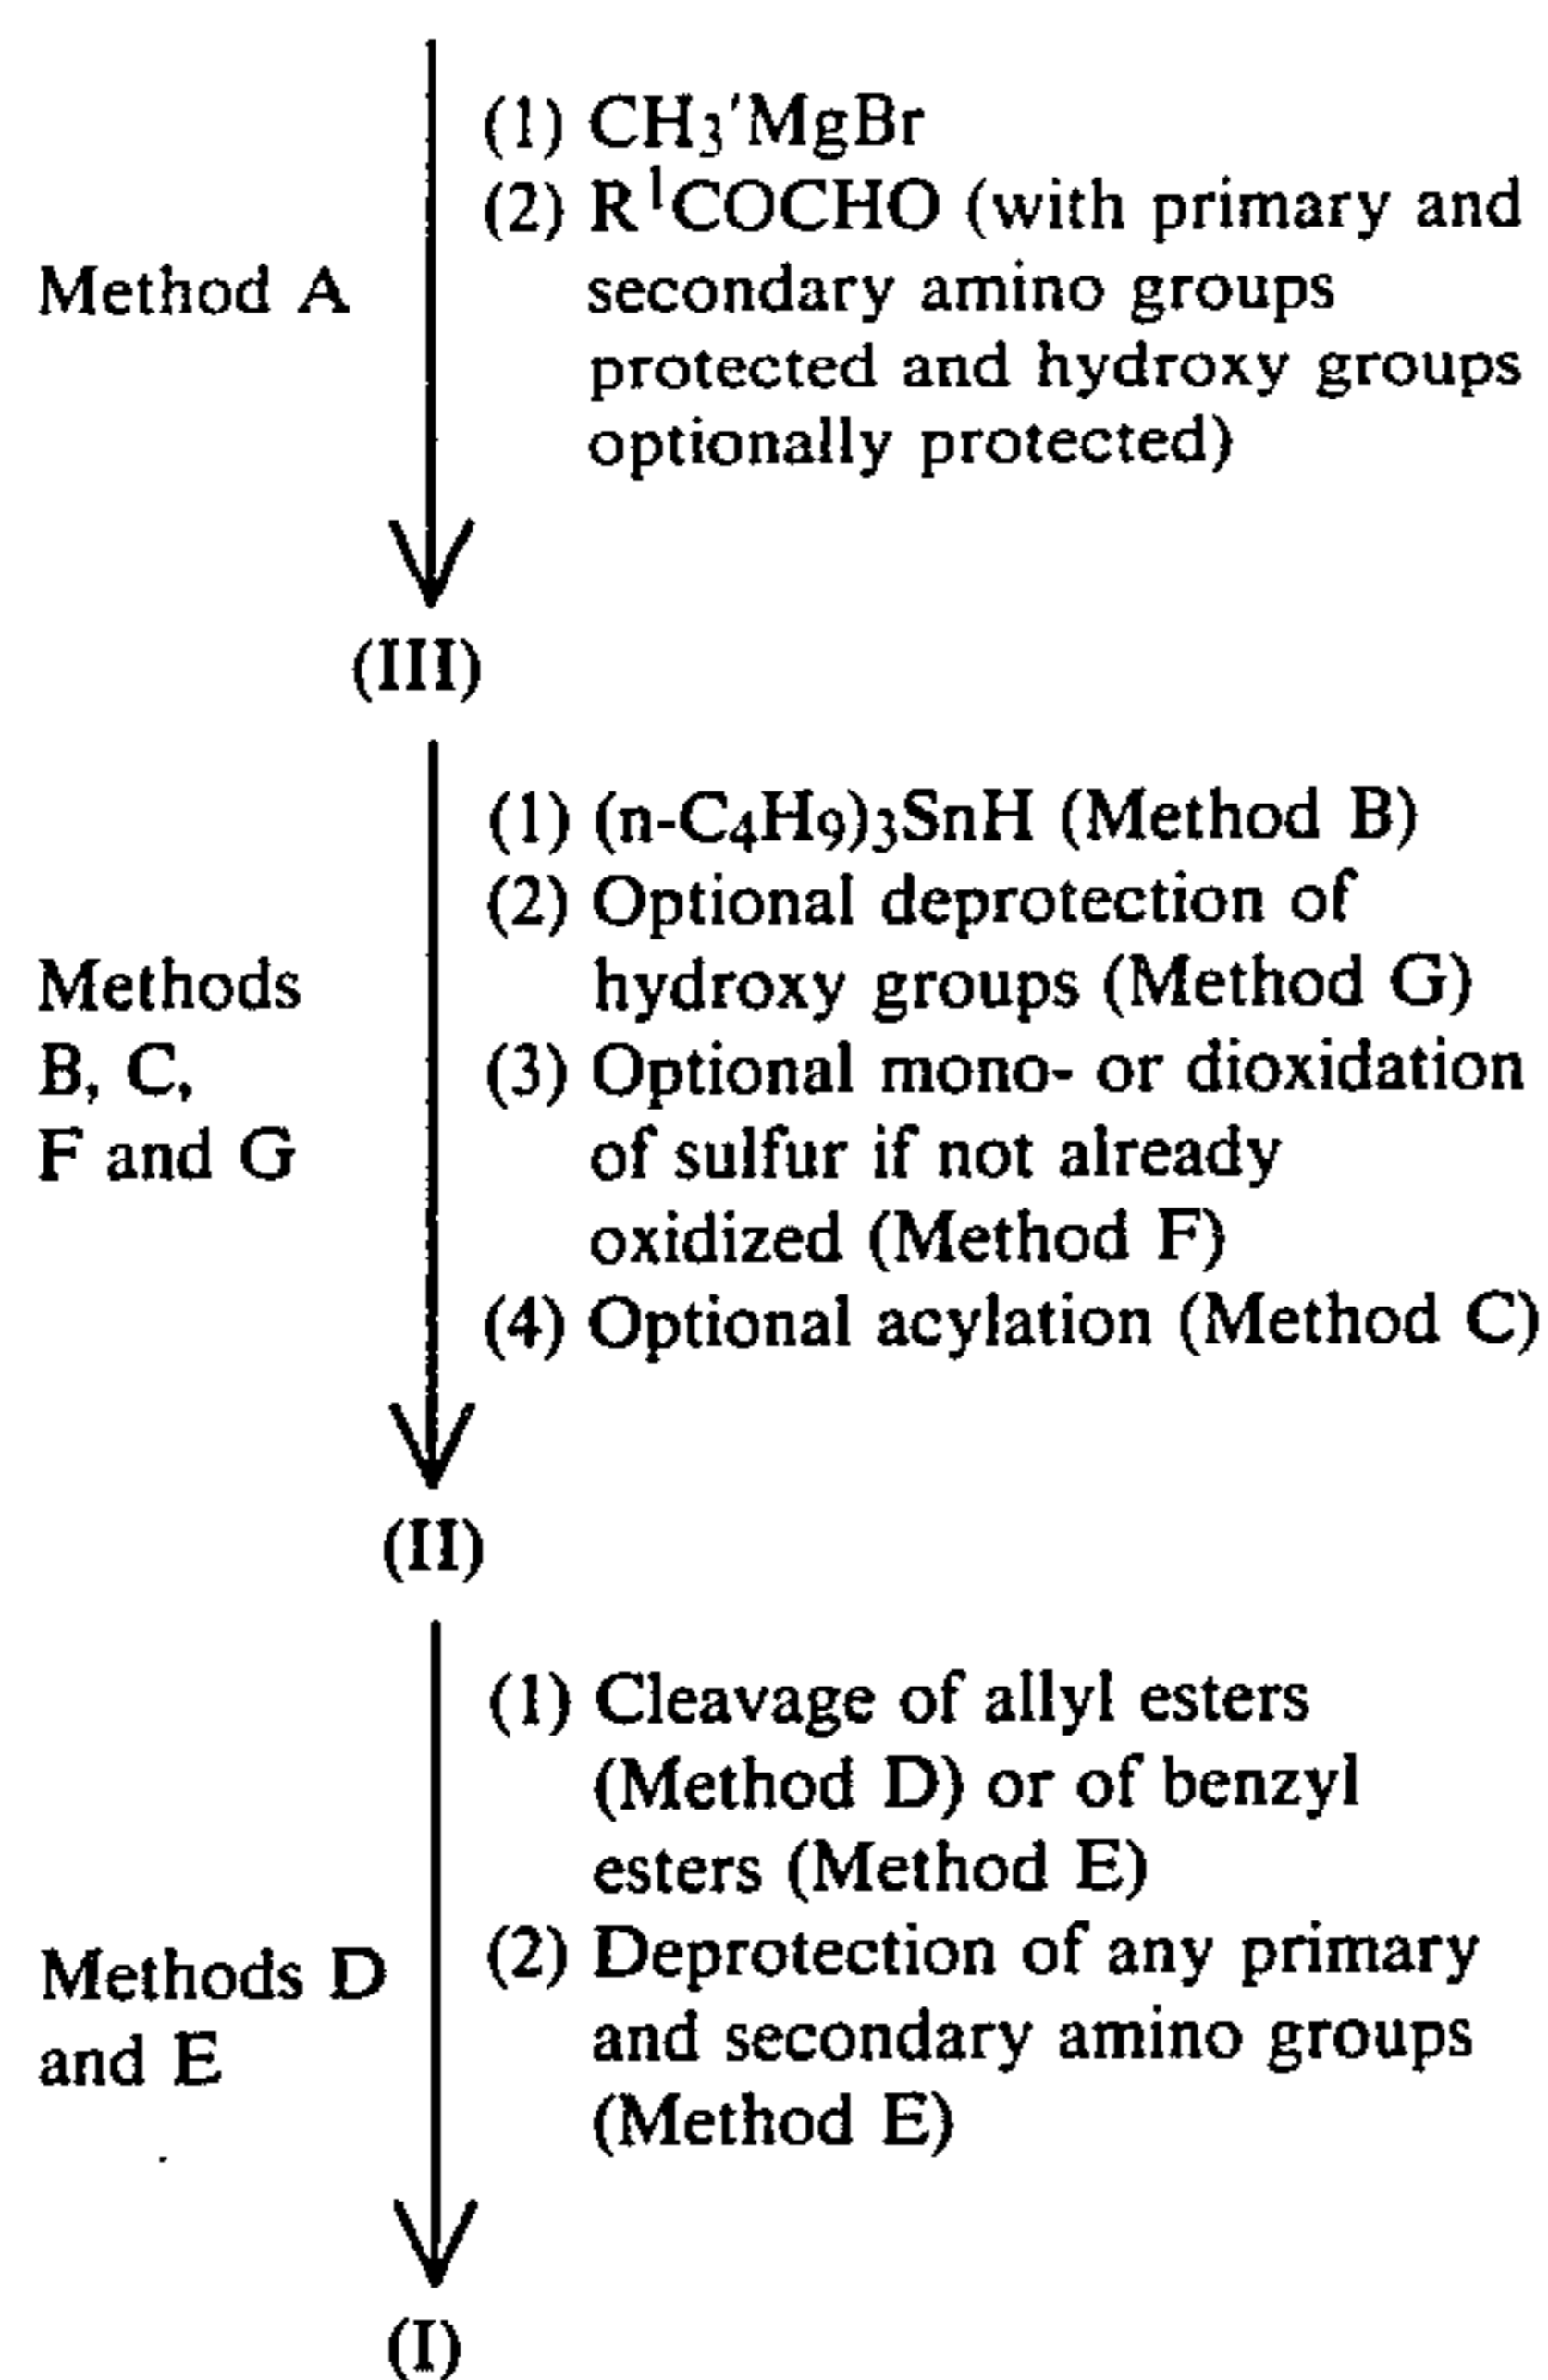 (1) CH₃'MgBr
(2) R¹COCHO (with primary and
secondary amino groups
protected and hydroxy groups
optionally protected)
Method A
(III)
(1) (n-C₄H₉)₃SnH (Method B)
(2) Optional deprotection of
hydroxy groups (Method G)
(3) Optional mono- or dioxidation
of sulfur if not already
oxidized (Method F)
(4) Optional acylation (Method C)
Methods
B, C,
F and G
(II)
(1) Cleavage of allyl esters
(Method D) or of benzyl
esters (Method E)
(2) Deprotection of any primary
and secondary amino groups
(Method E)
Methods D
and E
(I)